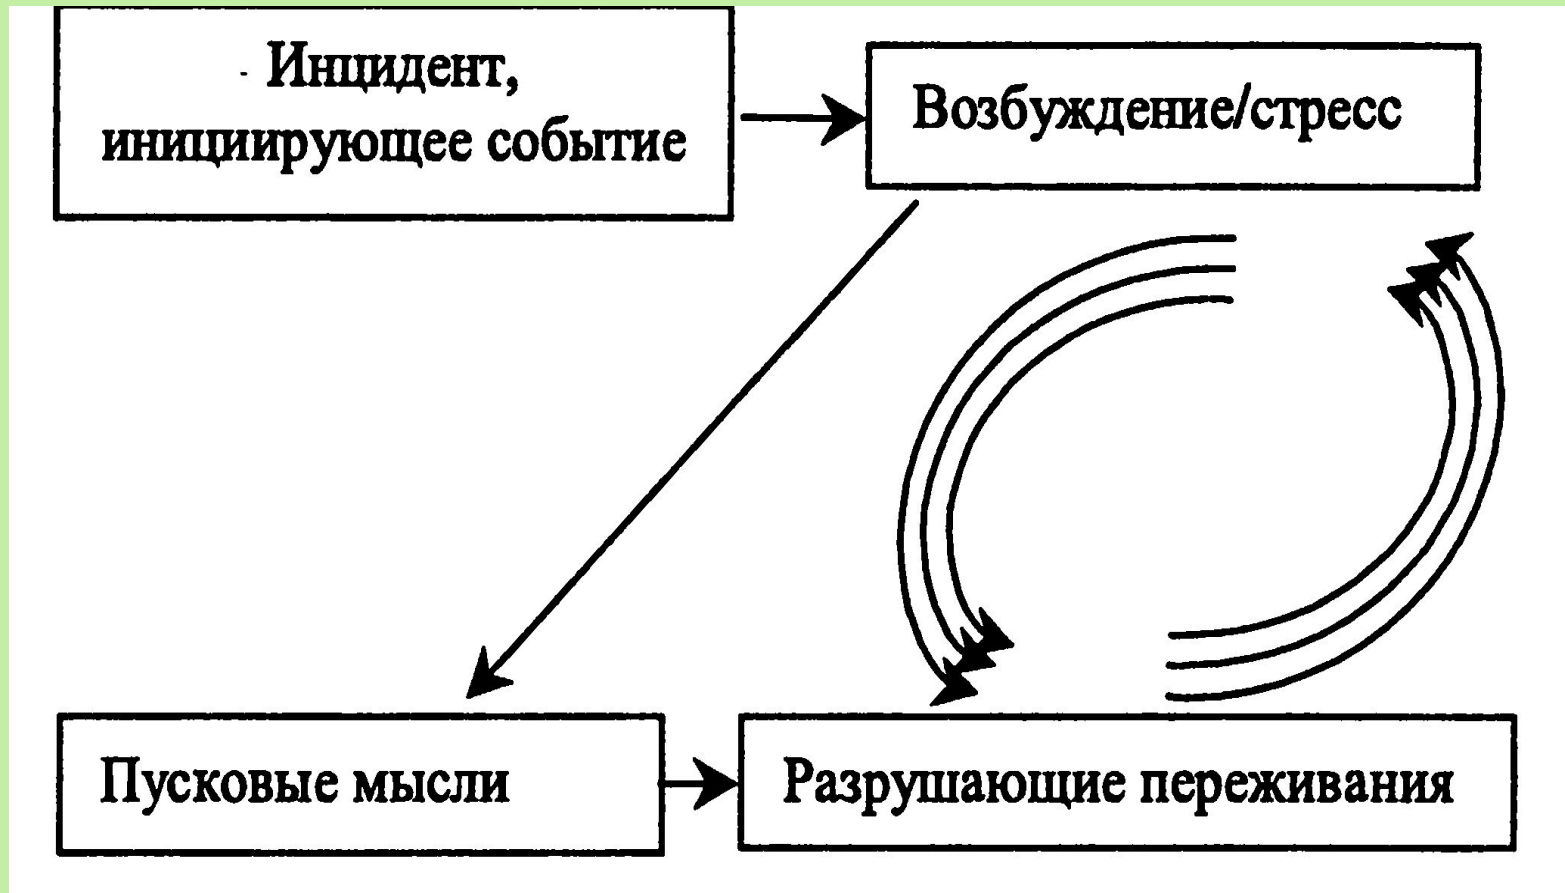 Инцидент,
инициирующее событие
Возбуждение/стресс
Пусковые мысли
Разрушающие переживания